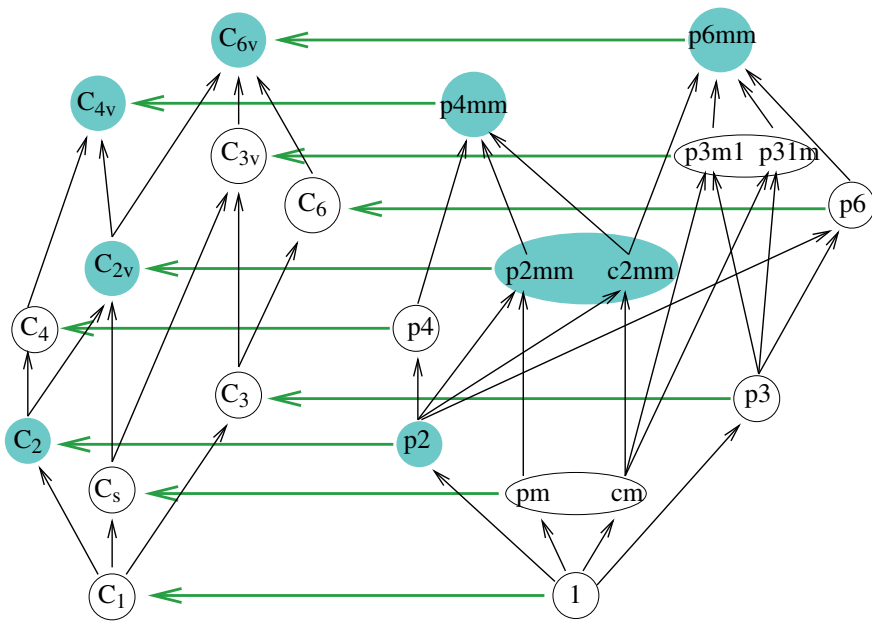 C6v p6mm
C4v p4mm
C3v p3m1 p31m
C6 p6
C2v p2mm c2mm
C4 p4
C3 p3
C2 p2
Cs pm cm
C1 1